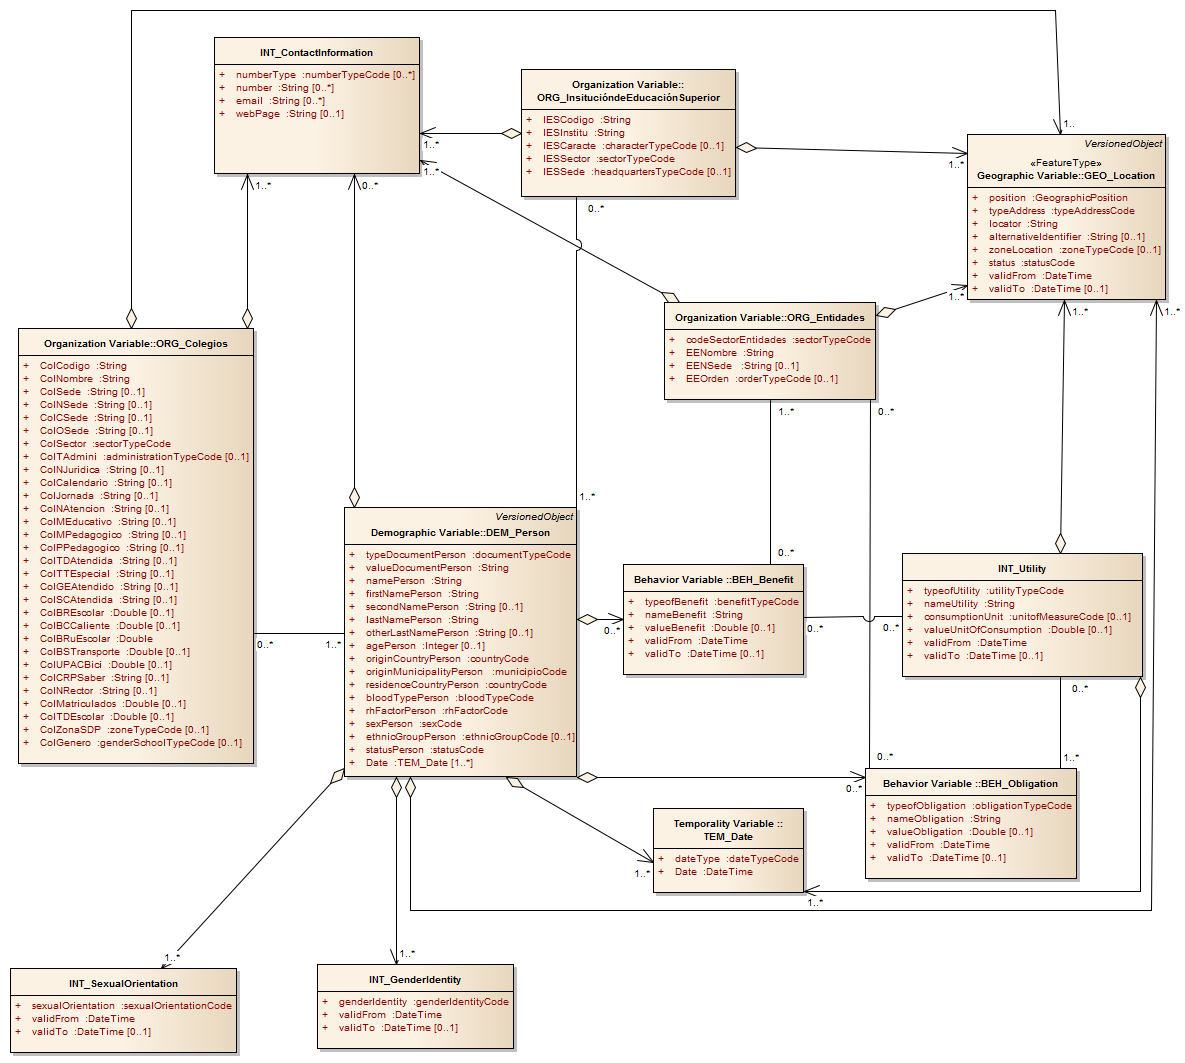 INT_ContactInformation
+ numberType :numberTypeCode [0..*]
+ number :String [0..*]
+ email :String [0..*]
+ webPage :String [0..1]
Organization Variable::
ORG_InsitucióndeEducaciónSuperior
+ IESCodigo :String
+ IESInstitu :String
+ IESCaracte :characterTypeCode [0..1]
+ IESSector :sectorTypeCode
+ IESSede :headquartersTypeCode [0..1]
1..
VersionedObject
«FeatureType»
Geographic Variable::GEO_Location
+ position :GeographicPosition
+ typeAddress :typeAddressCode
+ locator :String
+ alternativeIdentifier :String [0..1]
+ zoneLocation :zoneTypeCode [0..1]
+ status :statusCode
+ validFrom :DateTime
+ validTo :DateTime [0..1]
1..*
1..*
1..*
1..*
0..*
0..*
1..*
1..*
1..*
Organization Variable::ORG_Entidades
+ codeSectorEntidades :sectorTypeCode
+ EENombre :String
+ EENSede :String [0..1]
+ EEOrden :orderTypeCode [0..1]
1..*
0..*
Organization Variable::ORG_Colegios
+ ColCodigo :String
+ ColNombre :String
+ ColSede :String [0..1]
+ ColNSede :String [0..1]
+ ColCSede :String [0..1]
+ ColOSede :String [0..1]
+ ColSector :sectorTypeCode
+ ColTAdmini :administrationTypeCode [0..1]
+ ColNJuridica :String [0..1]
+ ColCalendario :String [0..1]
+ ColJornada :String [0..1]
+ ColNAtencion :String [0..1]
+ ColMEducativo :String [0..1]
+ ColMPedagogico :String [0..1]
+ ColPPedagogico :String [0..1]
+ ColTDAtendida :String [0..1]
+ ColTTEspecial :String [0..1]
+ ColGEAtendido :String [0..1]
+ ColSCAtendida :String [0..1]
+ ColBREscolar :Double [0..1]
+ ColBCCaliente :Double [0..1]
+ ColBRuEscolar :Double
+ ColBSTransporte :Double [0..1]
+ ColUPACBici :Double [0..1]
+ ColCRPSaber :String [0..1]
+ ColNRector :String [0..1]
+ ColMatriculados :Double [0..1]
+ ColTDEscolar :Double [0..1]
+ ColZonaSDP :zoneTypeCode [0..1]
+ ColGenero :genderSchoolTypeCode [0..1]
0..*
1..*
1..*
VersionedObject
Demographic Variable::DEM_Person
+ typeDocumentPerson :documentTypeCode
+ valueDocumentPerson :String
+ namePerson :String
+ firstNamePerson :String
+ secondNamePerson :String [0..1]
+ lastNamePerson :String
+ otherLastNamePerson :String [0..1]
+ agePerson :Integer [0..1]
+ originCountryPerson :countryCode
+ originMunicipalityPerson :municipioCode
+ residenceCountryPerson :countryCode
+ bloodTypePerson :bloodTypeCode
+ rhFactorPerson :rhFactorCode
+ sexPerson :sexCode
+ ethnicGroupPerson :ethnicGroupCode [0..1]
+ statusPerson :statusCode
+ Date :TEM_Date [1..*]
0..*
0..*
Behavior Variable ::BEH_Benefit
+ typeofBenefit :benefitTypeCode
+ nameBenefit :String
+ valueBenefit :Double [0..1]
+ validFrom :DateTime
+ validTo :DateTime [0..1]
0..*
0..*
INT_Utility
+ typeofUtility :utilityTypeCode
+ nameUtility :String
+ consumptionUnit :unitofMeasureCode [0..1]
+ valueUnitOfConsumption :Double [0..1]
+ validFrom :DateTime
+ validTo :DateTime [0..1]
0..*
1..*
0..*
0..*
Behavior Variable ::BEH_Obligation
+ typeofObligation :obligationTypeCode
+ nameObligation :String
+ valueObligation :Double [0..1]
+ validFrom :DateTime
+ validTo :DateTime [0..1]
Temporality Variable ::
TEM_Date
+ dateType :dateTypeCode
+ Date :DateTime
1..*
1..*
1..*
1..*
INT_SexualOrientation
+ sexualOrientation :sexualOrientationCode
+ validFrom :DateTime
+ validTo :DateTime [0..1]
INT_GenderIdentity
+ genderIdentity :genderIdentityCode
+ validFrom :DateTime
+ validTo :DateTime [0..1]